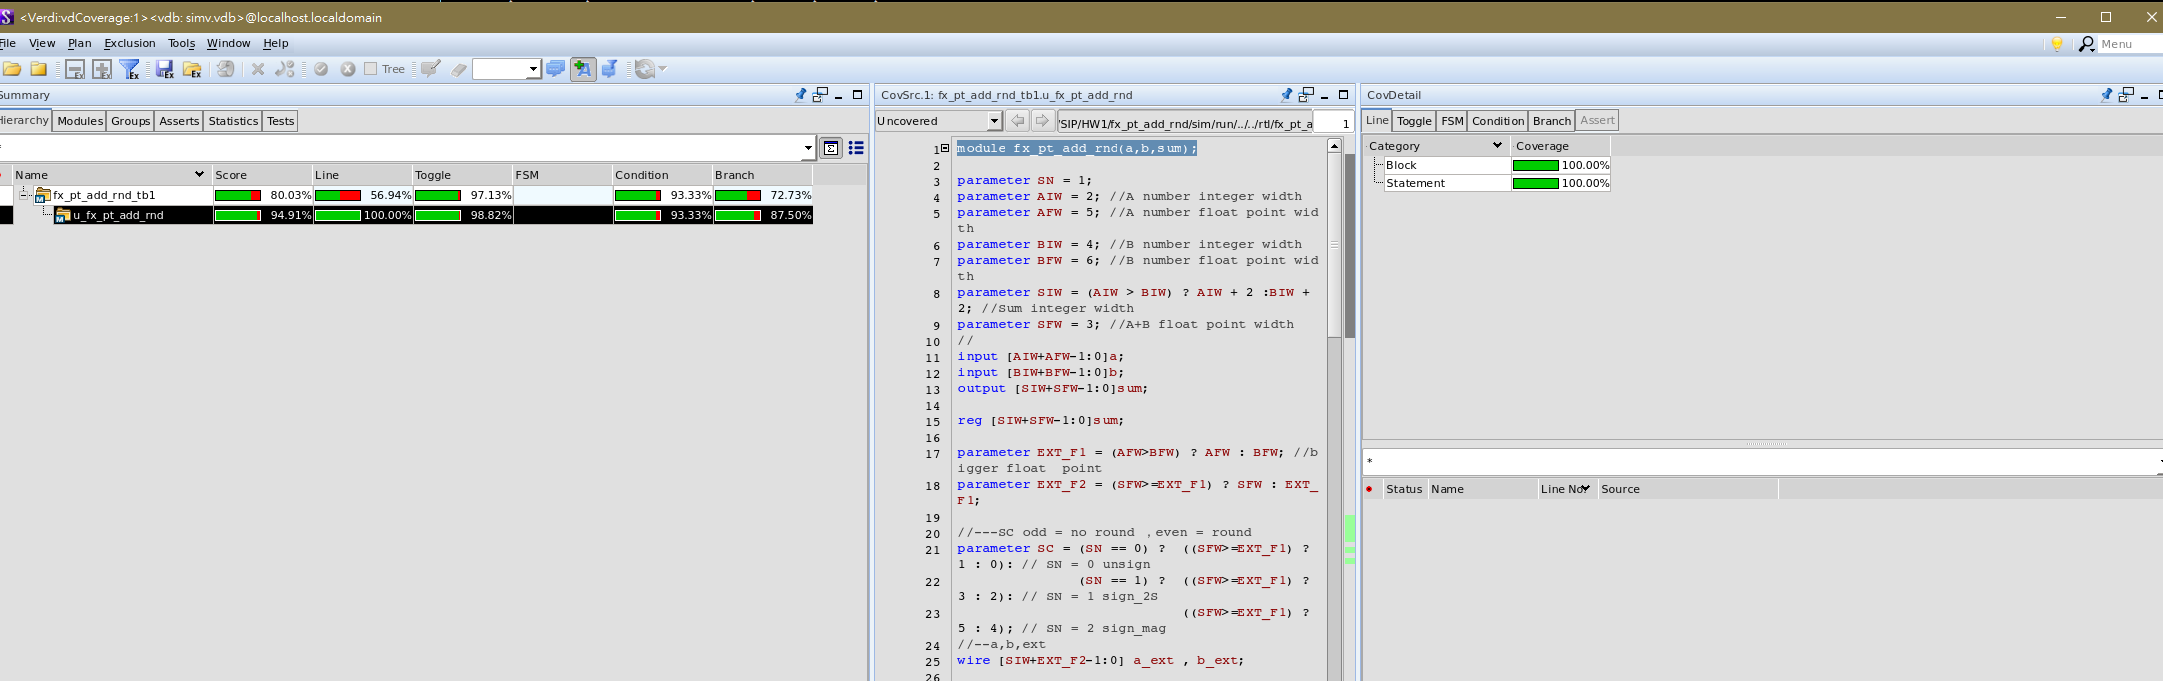 <Verdi:vdCoverage:1><vdb: simv.vdb>@localhost.localdomain
File View Plan Exclusion Tools Window Help
Menu
Tree
Summary
Hierarchy Modules Groups Asserts Statistics Tests
*
Name Score Line Toggle FSM Condition Branch
fx_pt_add_rnd_tb1 80.03% 56.94% 97.13% 93.33% 72.73%
u_fx_pt_add_rnd 94.91% 100.00% 98.82% 93.33% 87.50%
CovSrc.1: fx_pt_add_rnd_tb1.u_fx_pt_add_rnd
Uncovered 'SIP/HW1/fx_pt_add_rnd/sim/run/../../rtl/fx_pt_a 1
1 module fx_pt_add_rnd(a,b,sum);
2
3 parameter SN = 1;
4 parameter AIW = 2; //A number integer width
5 parameter AFW = 5; //A number float point wid
th
6 parameter BIW = 4; //B number integer width
7 parameter BFW = 6; //B number float point wid
th
8 parameter SIW = (AIW > BIW) ? AIW + 2 :BIW +
2; //Sum integer width
9 parameter SFW = 3; //A+B float point width
10 //
11 input [AIW+AFW-1:0]a;
12 input [BIW+BFW-1:0]b;
13 output [SIW+SFW-1:0]sum;
14
15 reg [SIW+SFW-1:0]sum;
16
17 parameter EXT_F1 = (AFW>BFW) ? AFW : BFW; //b
igger float  point
18 parameter EXT_F2 = (SFW>=EXT_F1) ? SFW : EXT_
F1;
19
20 //---SC odd = no round ，even = round
21 parameter SC = (SN == 0) ?  ((SFW>=EXT_F1) ?
1 : 0): // SN = 0 unsign
22 (SN == 1) ?  ((SFW>=EXT_F1) ?
3 : 2): // SN = 1 sign_2S
23 ((SFW>=EXT_F1) ?
5 : 4); // SN = 2 sign_mag
24 //--a,b,ext
25 wire [SIW+EXT_F2-1:0] a_ext , b_ext;
26
CovDetail
Line Toggle FSM Condition Branch Assert
Category Coverage
Block 100.00%
Statement 100.00%
*
Status Name Line No. Source